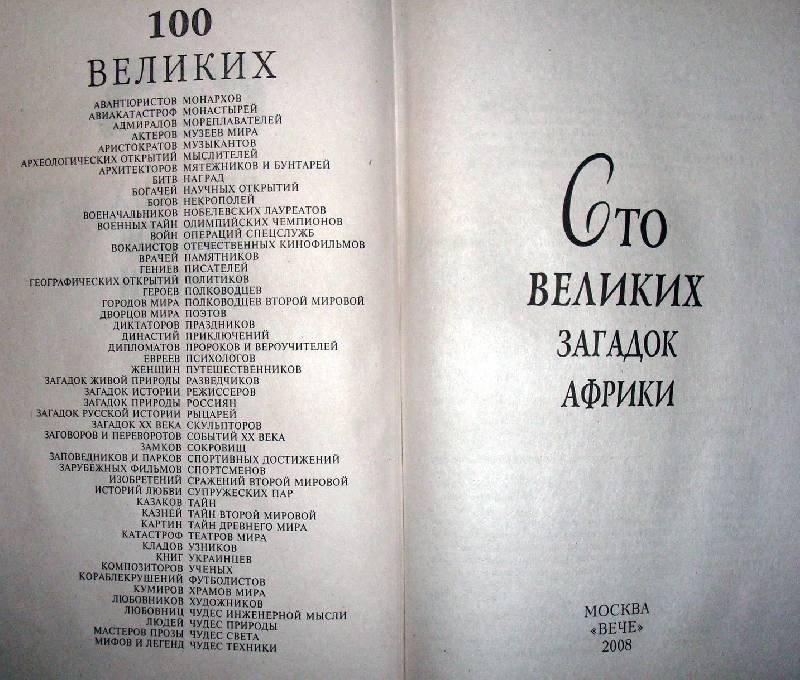 100
ВЕЛИКИХ
АВАНТЮРИСТОВ МОНАРХОВ
АВИАКАТАСТРОФ МОНАСТЫРЕЙ
АДМИРАЛОВ МОРЕПЛАВАТЕЛЕЙ
АКТЕРОВ МУЗЕЕВ МИРА
АРИСТОКРАТОВ МУЗЫКАНТОВ
АРХЕОЛОГИЧЕСКИХ ОТКРЫТИЙ МЫСЛИТЕЛЕЙ
АРХИТЕКТОРОВ МЯТЕЖНИКОВ И БУНТАРЕЙ
БИТВ НАГРАД
БОГАЧЕЙ НАУЧНЫХ ОТКРЫТИЙ
БОГОВ НЕКРОПОЛЕЙ
ВОЕНАЧАЛЬНИКОВ НОБЕЛЕВСКИХ ЛАУРЕАТОВ
ВОЕННЫХ ТАЙН ОЛИМПИЙСКИХ ЧЕМПИОНОВ
ВОЙН ОПЕРАЦИЙ СПЕЦСЛУЖБ
ВОКАЛИСТОВ ОТЕЧЕСТВЕННЫХ КИНОФИЛЬМОВ
ВРАЧЕЙ ПАМЯТНИКОВ
ГЕНИЕВ ПИСАТЕЛЕЙ
ГЕОГРАФИЧЕСКИХ ОТКРЫТИЙ ПОЛИТИКОВ
ГЕРОЕВ ПОЛКОВОДЦЕВ
ГОРОДОВ МИРА ПОЛКОВОДЦЕВ ВТОРОЙ МИРОВОЙ
ДВОРЦОВ МИРА ПОЭТОВ
ДИКТАТОРОВ ПРАЗДНИКОВ
ДИНАСТИЙ ПРИКЛЮЧЕНИЙ
ДИПЛОМАТОВ ПРОРОКОВ И ВЕРОУЧИТЕЛЕЙ
ЕВРЕЕВ ПСИХОЛОГОВ
ЖЕНЩИН ПУТЕШЕСТВЕННИКОВ
ЗАГАДОК ЖИВОЙ ПРИРОДЫ РАЗВЕДЧИКОВ
ЗАГАДОК ИСТОРИИ РЕЖИССЕРОВ
ЗАГАДОК ПРИРОДЫ РОССИЯН
ЗАГАДОК РУССКОЙ ИСТОРИИ РЫЦАРЕЙ
ЗАГАДОК XX ВЕКА СКУЛЬПТОРОВ
ЗАГОВОРОВ И ПЕРЕВОРОТОВ СОБЫТИЙ XX ВЕКА
ЗАМКОВ СОКРОВИЩ
ЗАПОВЕДНИКОВ И ПАРКОВ СПОРТИВНЫХ ДОСТИЖЕНИЙ
ЗАРУБЕЖНЫХ ФИЛЬМОВ СПОРТСМЕНОВ
ИЗОБРЕТЕНИЙ СРАЖЕНИЙ ВТОРОЙ МИРОВОЙ
ИСТОРИЙ ЛЮБВИ СУПРУЖЕСКИХ ПАР
КАЗАКОВ ТАЙН
КАЗНЕЙ ТАЙН ВТОРОЙ МИРОВОЙ
КАРТИН ТАЙН ДРЕВНЕГО МИРА
КАТАСТРОФ ТЕАТРОВ МИРА
КЛАДОВ УЗНИКОВ
КНИГ УКРАИНЦЕВ
КОМПОЗИТОРОВ УЧЕНЫХ
КОРАБЛЕКРУШЕНИЙ ФУТБОЛИСТОВ
КУМИРОВ ХРАМОВ МИРА
ЛЮБОВНИКОВ ХУДОЖНИКОВ
ЛЮБОВНИЦ ЧУДЕС ИНЖЕНЕРНОЙ МЫСЛИ
ЛЮДЕЙ ЧУДЕС ПРИРОДЫ
МАСТЕРОВ ПРОЗЫ ЧУДЕС СВЕТА
МИФОВ И ЛЕГЕНД ЧУДЕС ТЕХНИКИ
СТО
ВЕЛИКИХ
ЗАГАДОК
АФРИКИ
МОСКВА
«ВЕЧЕ»
2008